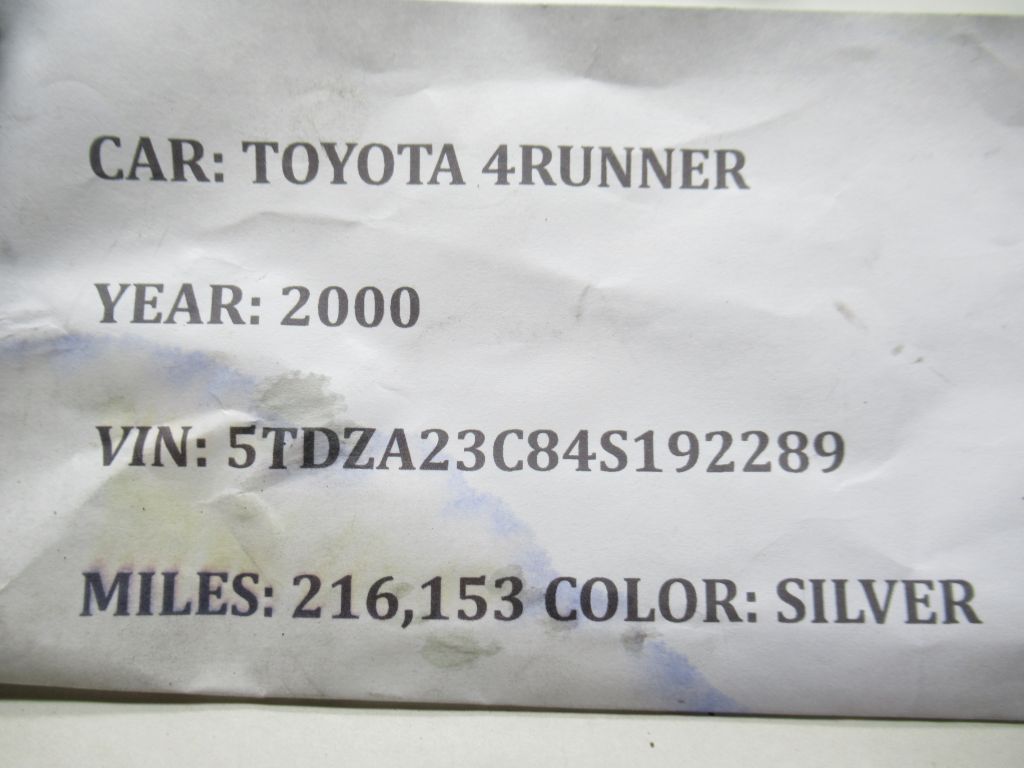 CAR: TOYOTA 4RUNNER
YEAR: 2000
VIN: 5TDZA23C84S192289
MILES: 216,153 COLOR: SILVER